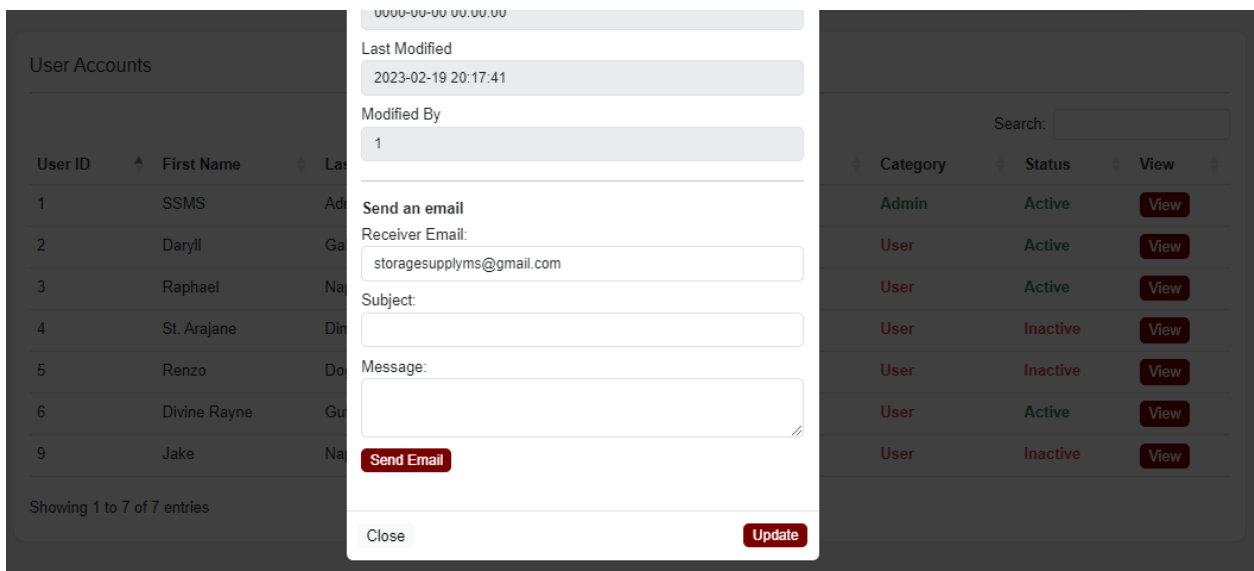 0000-00-00 00:00:00
Last Modified
User Accounts
2023-02-19 20:17:41
Modified By
Search:
1
User ID First Name Category Status View
1 SSMS Admin Active View
Send an email
Receiver Email:
2 Daryll User Active View
storagesupplyms@gmail.com
3 Raphael User Active View
Subject:
4 St. Arajane User Inactive View
5 Renzo User Inactive View
Message:
6 Divine Rayne User Active View
9 Jake User Inactive View
Send Email
Showing 1 to 7 of 7 entries
Close Update